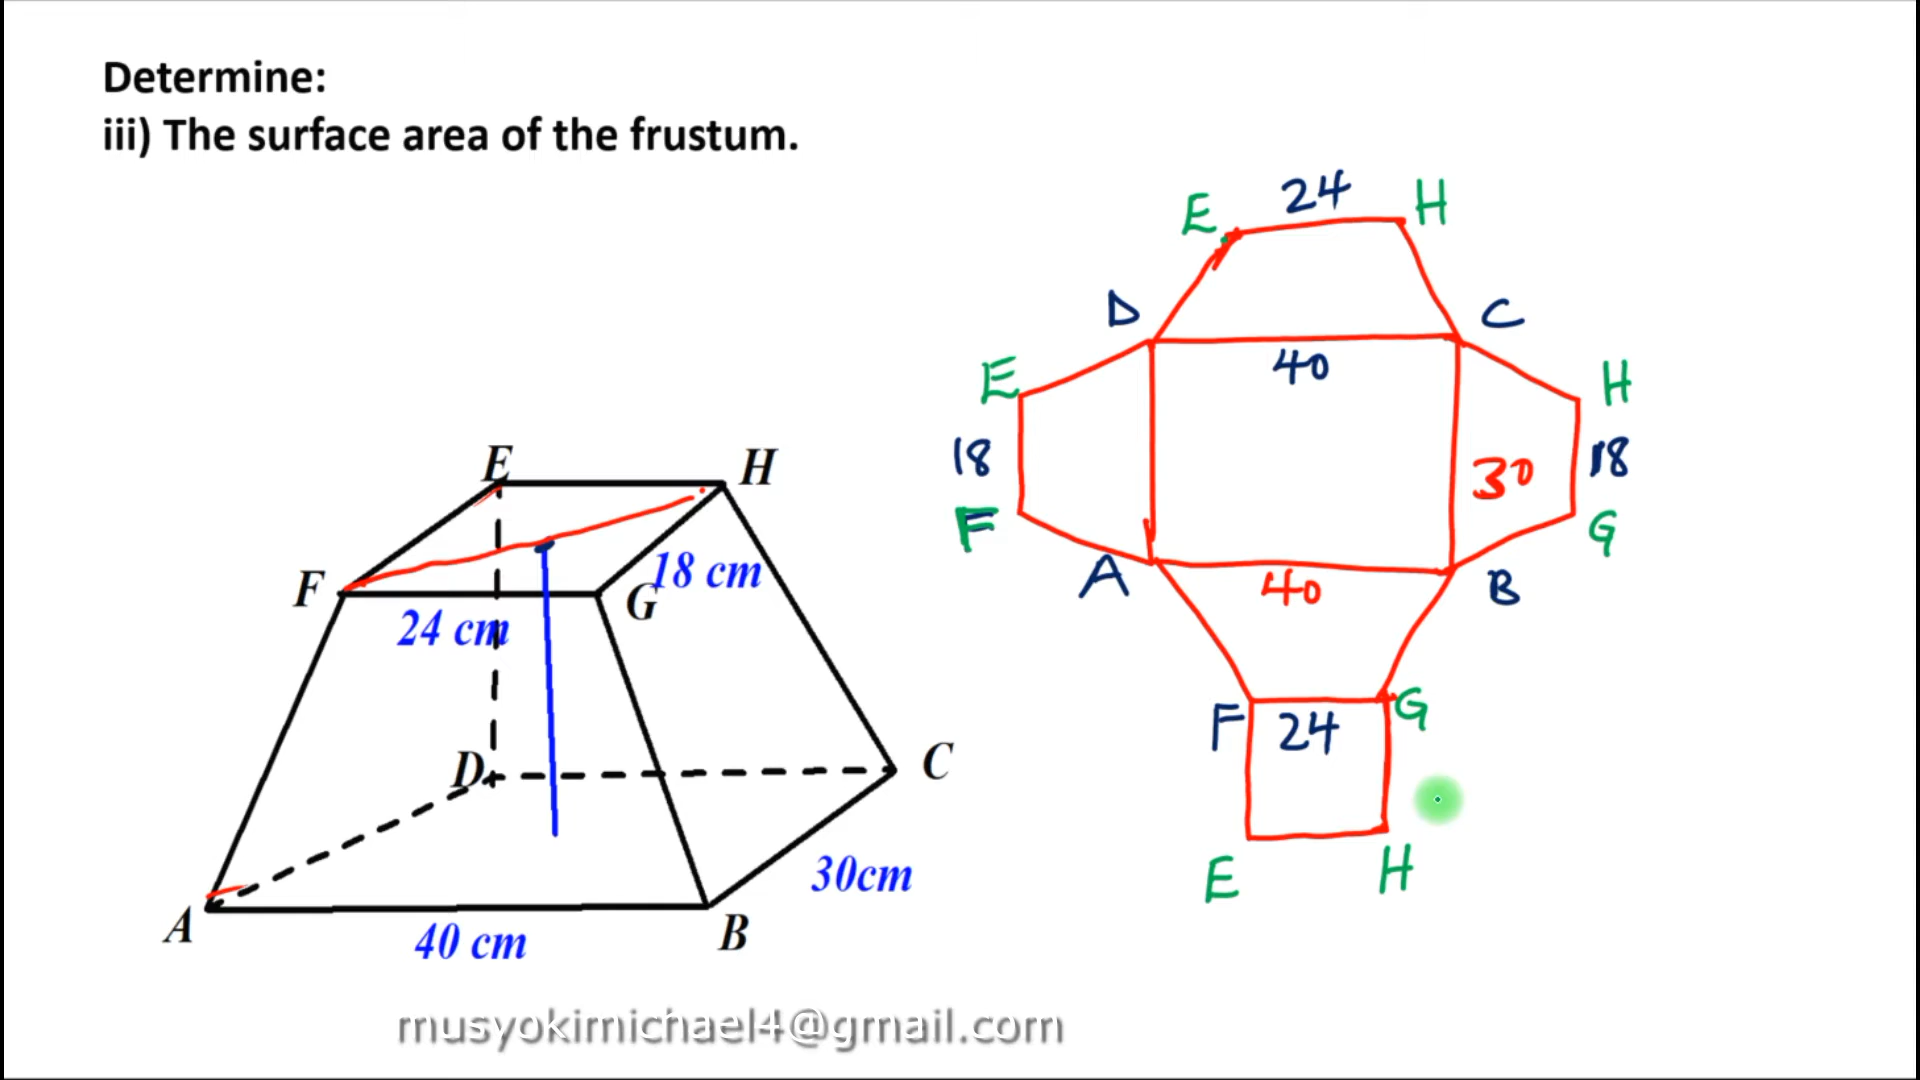 Determine:
iii) The surface area of the frustum.
E 24 H
D C
40
E H
18 30 18
F G
A 40 B
F 24 G
E H
E H
F G 18 cm
24 cm
D C
30cm
A B
40 cm
musyokimichael4@gmail.com